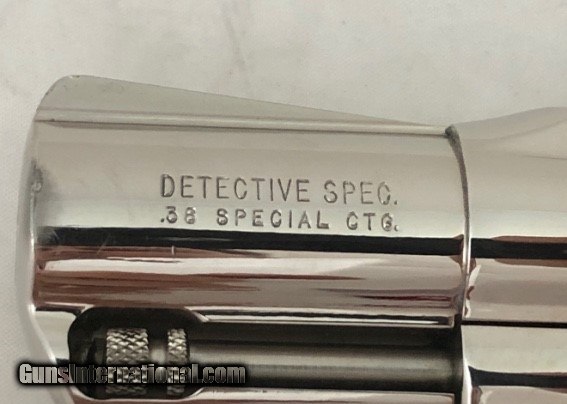 DETECTIVE SPEC.
.38 SPECIAL CTG.
GunsInternational.com